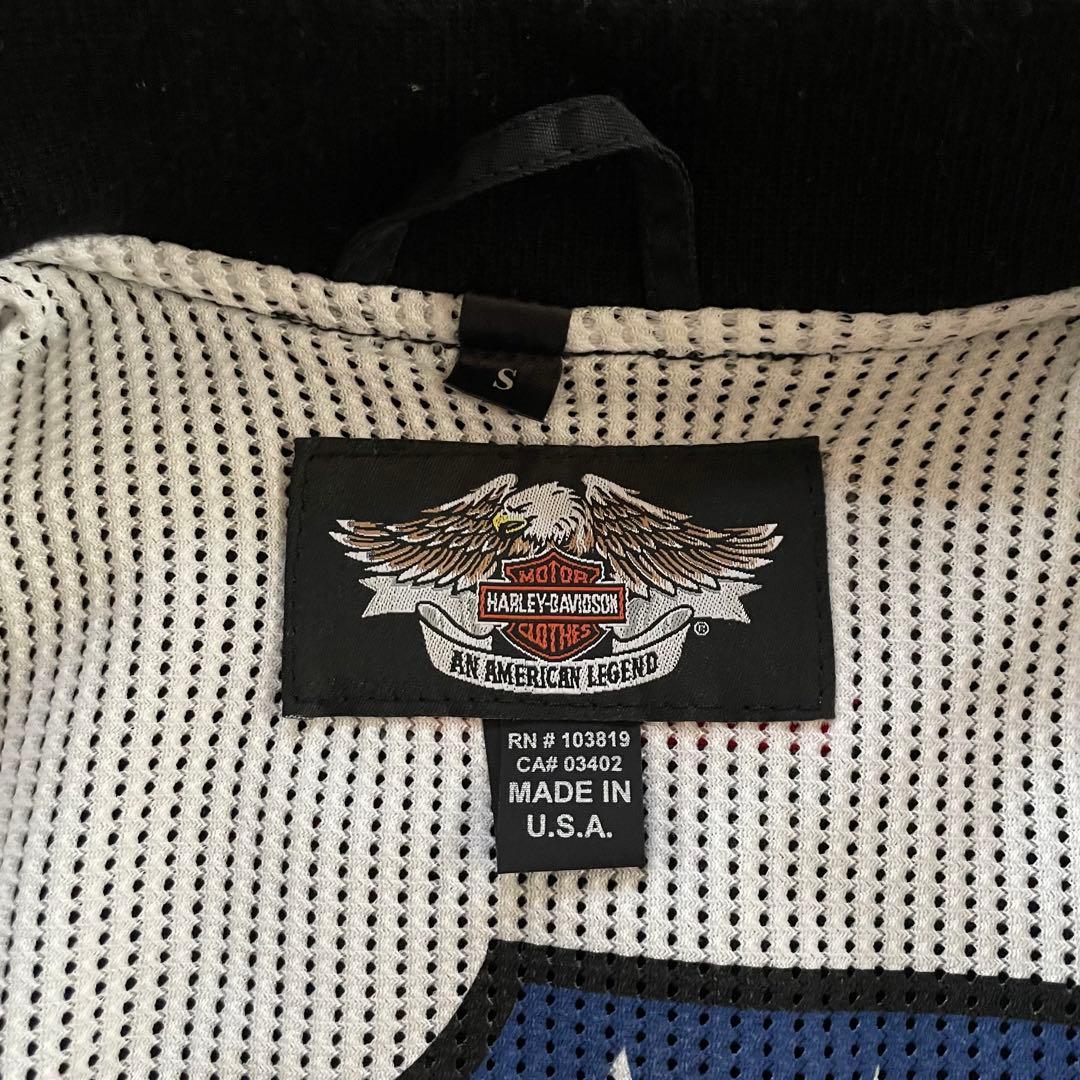 S
MOTOR
HARLEY-DAVIDSON
CLOTHES
®
AN AMERICAN LEGEND
RN # 103819
CA# 03402
MADE IN
U.S.A.